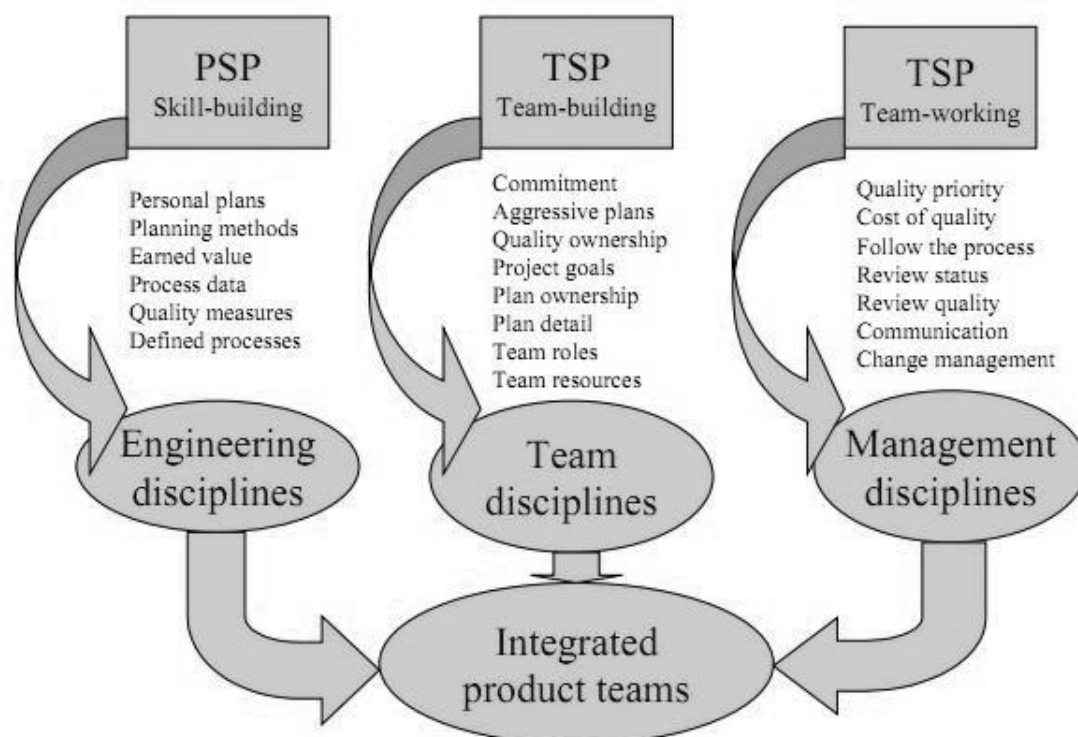 PSP
Skill-building
TSP
Team-building
TSP
Team-working
Personal plans
Planning methods
Earned value
Process data
Quality measures
Defined processes
Commitment
Aggressive plans
Quality ownership
Project goals
Plan ownership
Plan detail
Team roles
Team resources
Quality priority
Cost of quality
Follow the process
Review status
Review quality
Communication
Change management
Engineering
disciplines
Team
disciplines
Management
disciplines
Integrated
product teams